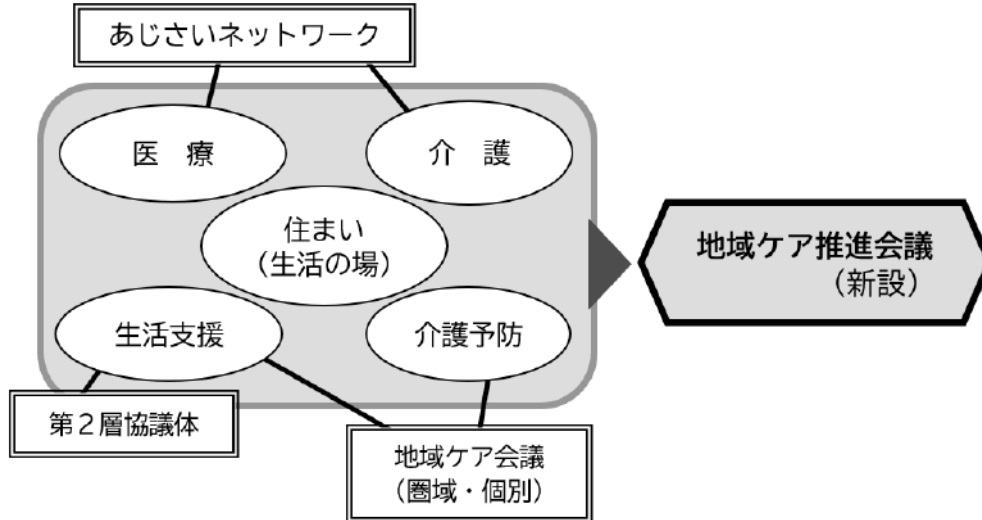 あじさいネットワーク
医　療
介　護
住まい
（生活の場）
生活支援
介護予防
第２層協議体
地域ケア会議
（圏域・個別）
地域ケア推進会議
（新設）